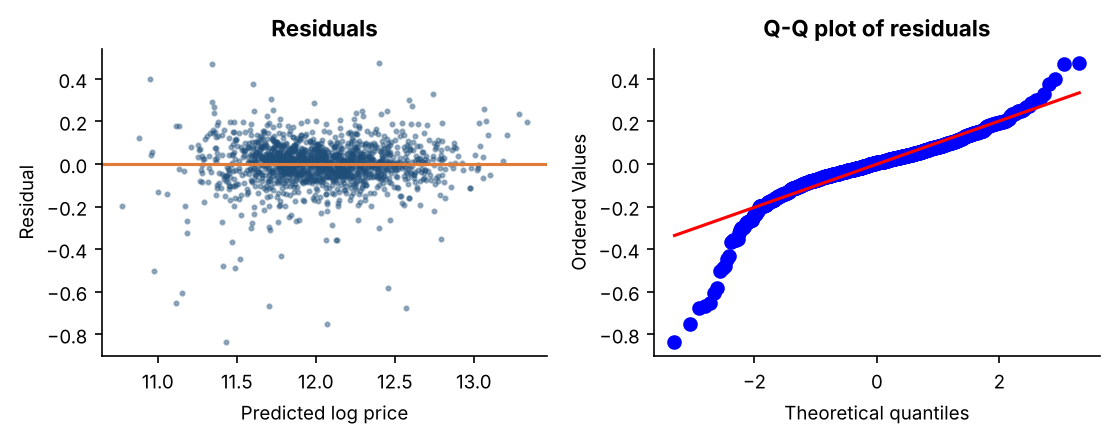 Residuals
0.4
0.2
0.0
−0.2
−0.4
−0.6
−0.8
Residual
11.0 11.5 12.0 12.5 13.0
Predicted log price
Q-Q plot of residuals
0.4
0.2
0.0
−0.2
−0.4
−0.6
−0.8
Ordered Values
−2 0 2
Theoretical quantiles